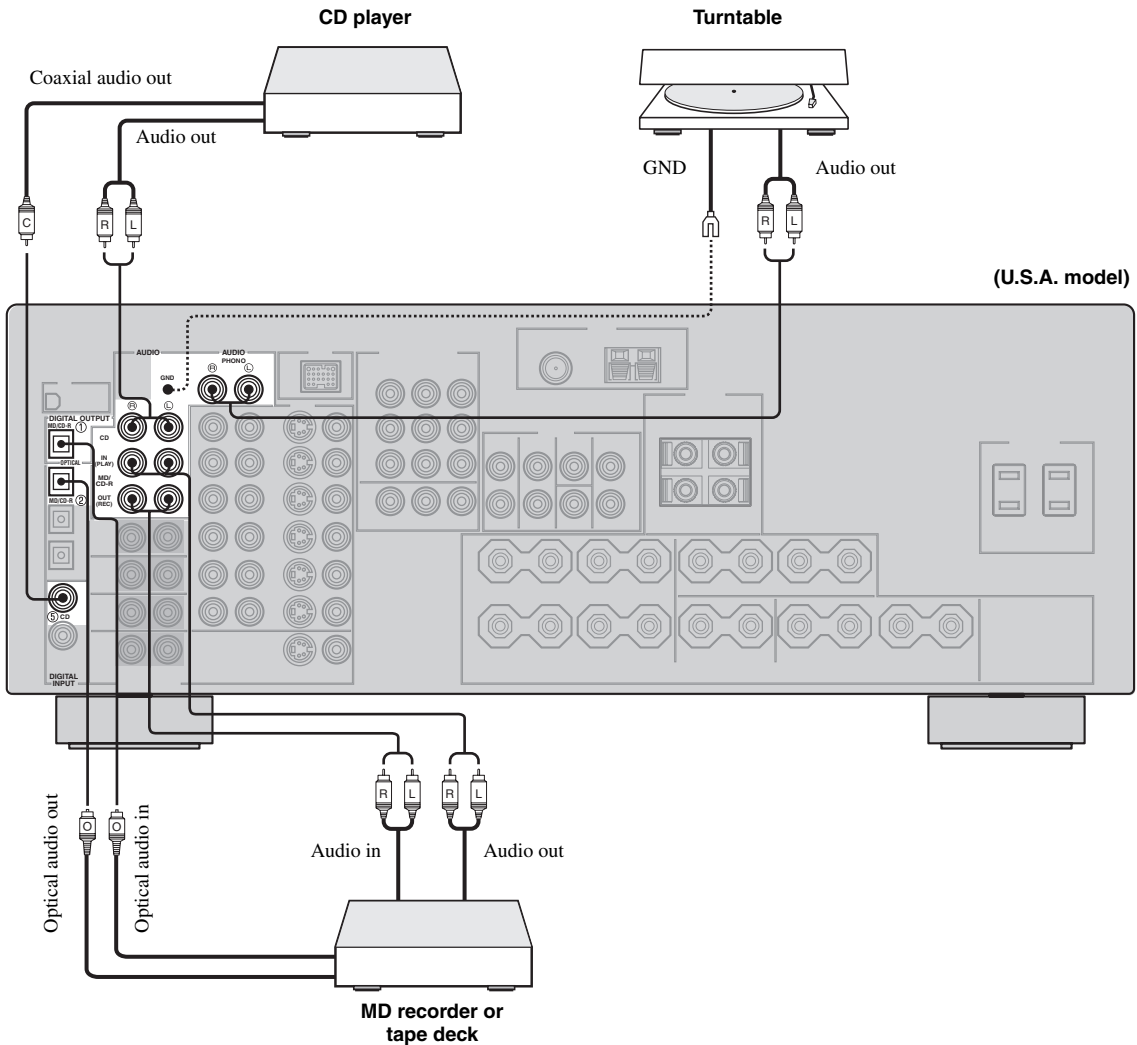 CD player
Turntable
Coaxial audio out
Audio out
GND
Audio out
C
R L
R L
(U.S.A. model)
AUDIO
AUDIO
PHONO
GND
R L
R L
DIGITAL OUTPUT
MD/CD-R ①
OPTICAL
MD/CD-R ②
CD
IN
(PLAY)
MD/
CD-R
OUT
(REC)
⑤ CD
DIGITAL
INPUT
R L
R L
O
O
Optical audio out
Optical audio in
Audio in
Audio out
MD recorder or
tape deck